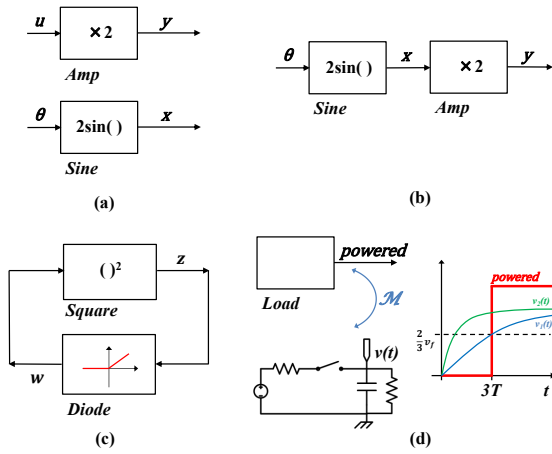 u
× 2
y
Amp
θ
2sin( )
x
Sine
(a)
θ
2sin( )
x
× 2
y
Sine
Amp
(b)
( )²
z
Square
w
Diode
(c)
powered
Load
ℳ
v(t)
powered
v₂(t)
v₁(t)
2/3 v_f
3T
t
(d)